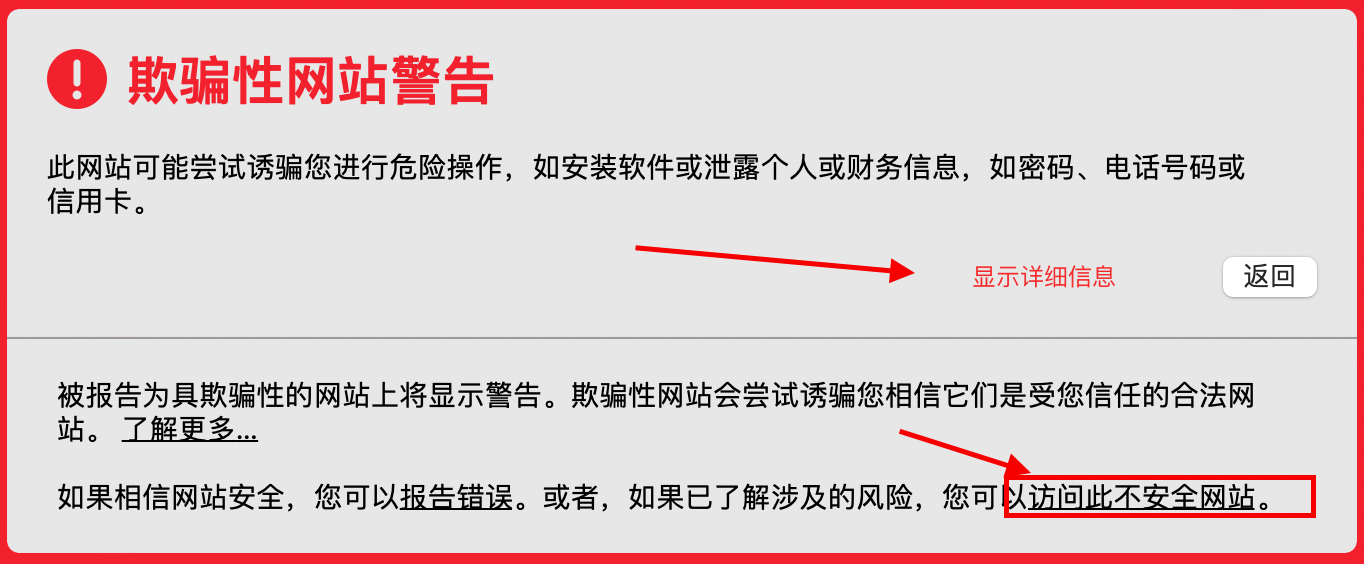 欺骗性网站警告
此网站可能尝试诱骗您进行危险操作，如安装软件或泄露个人或财务信息，如密码、电话号码或
信用卡。
显示详细信息
返回
被报告为具欺骗性的网站上将显示警告。欺骗性网站会尝试诱骗您相信它们是受您信任的合法网
站。 了解更多...
如果相信网站安全，您可以报告错误。或者，如果已了解涉及的风险，您可以访问此不安全网站。